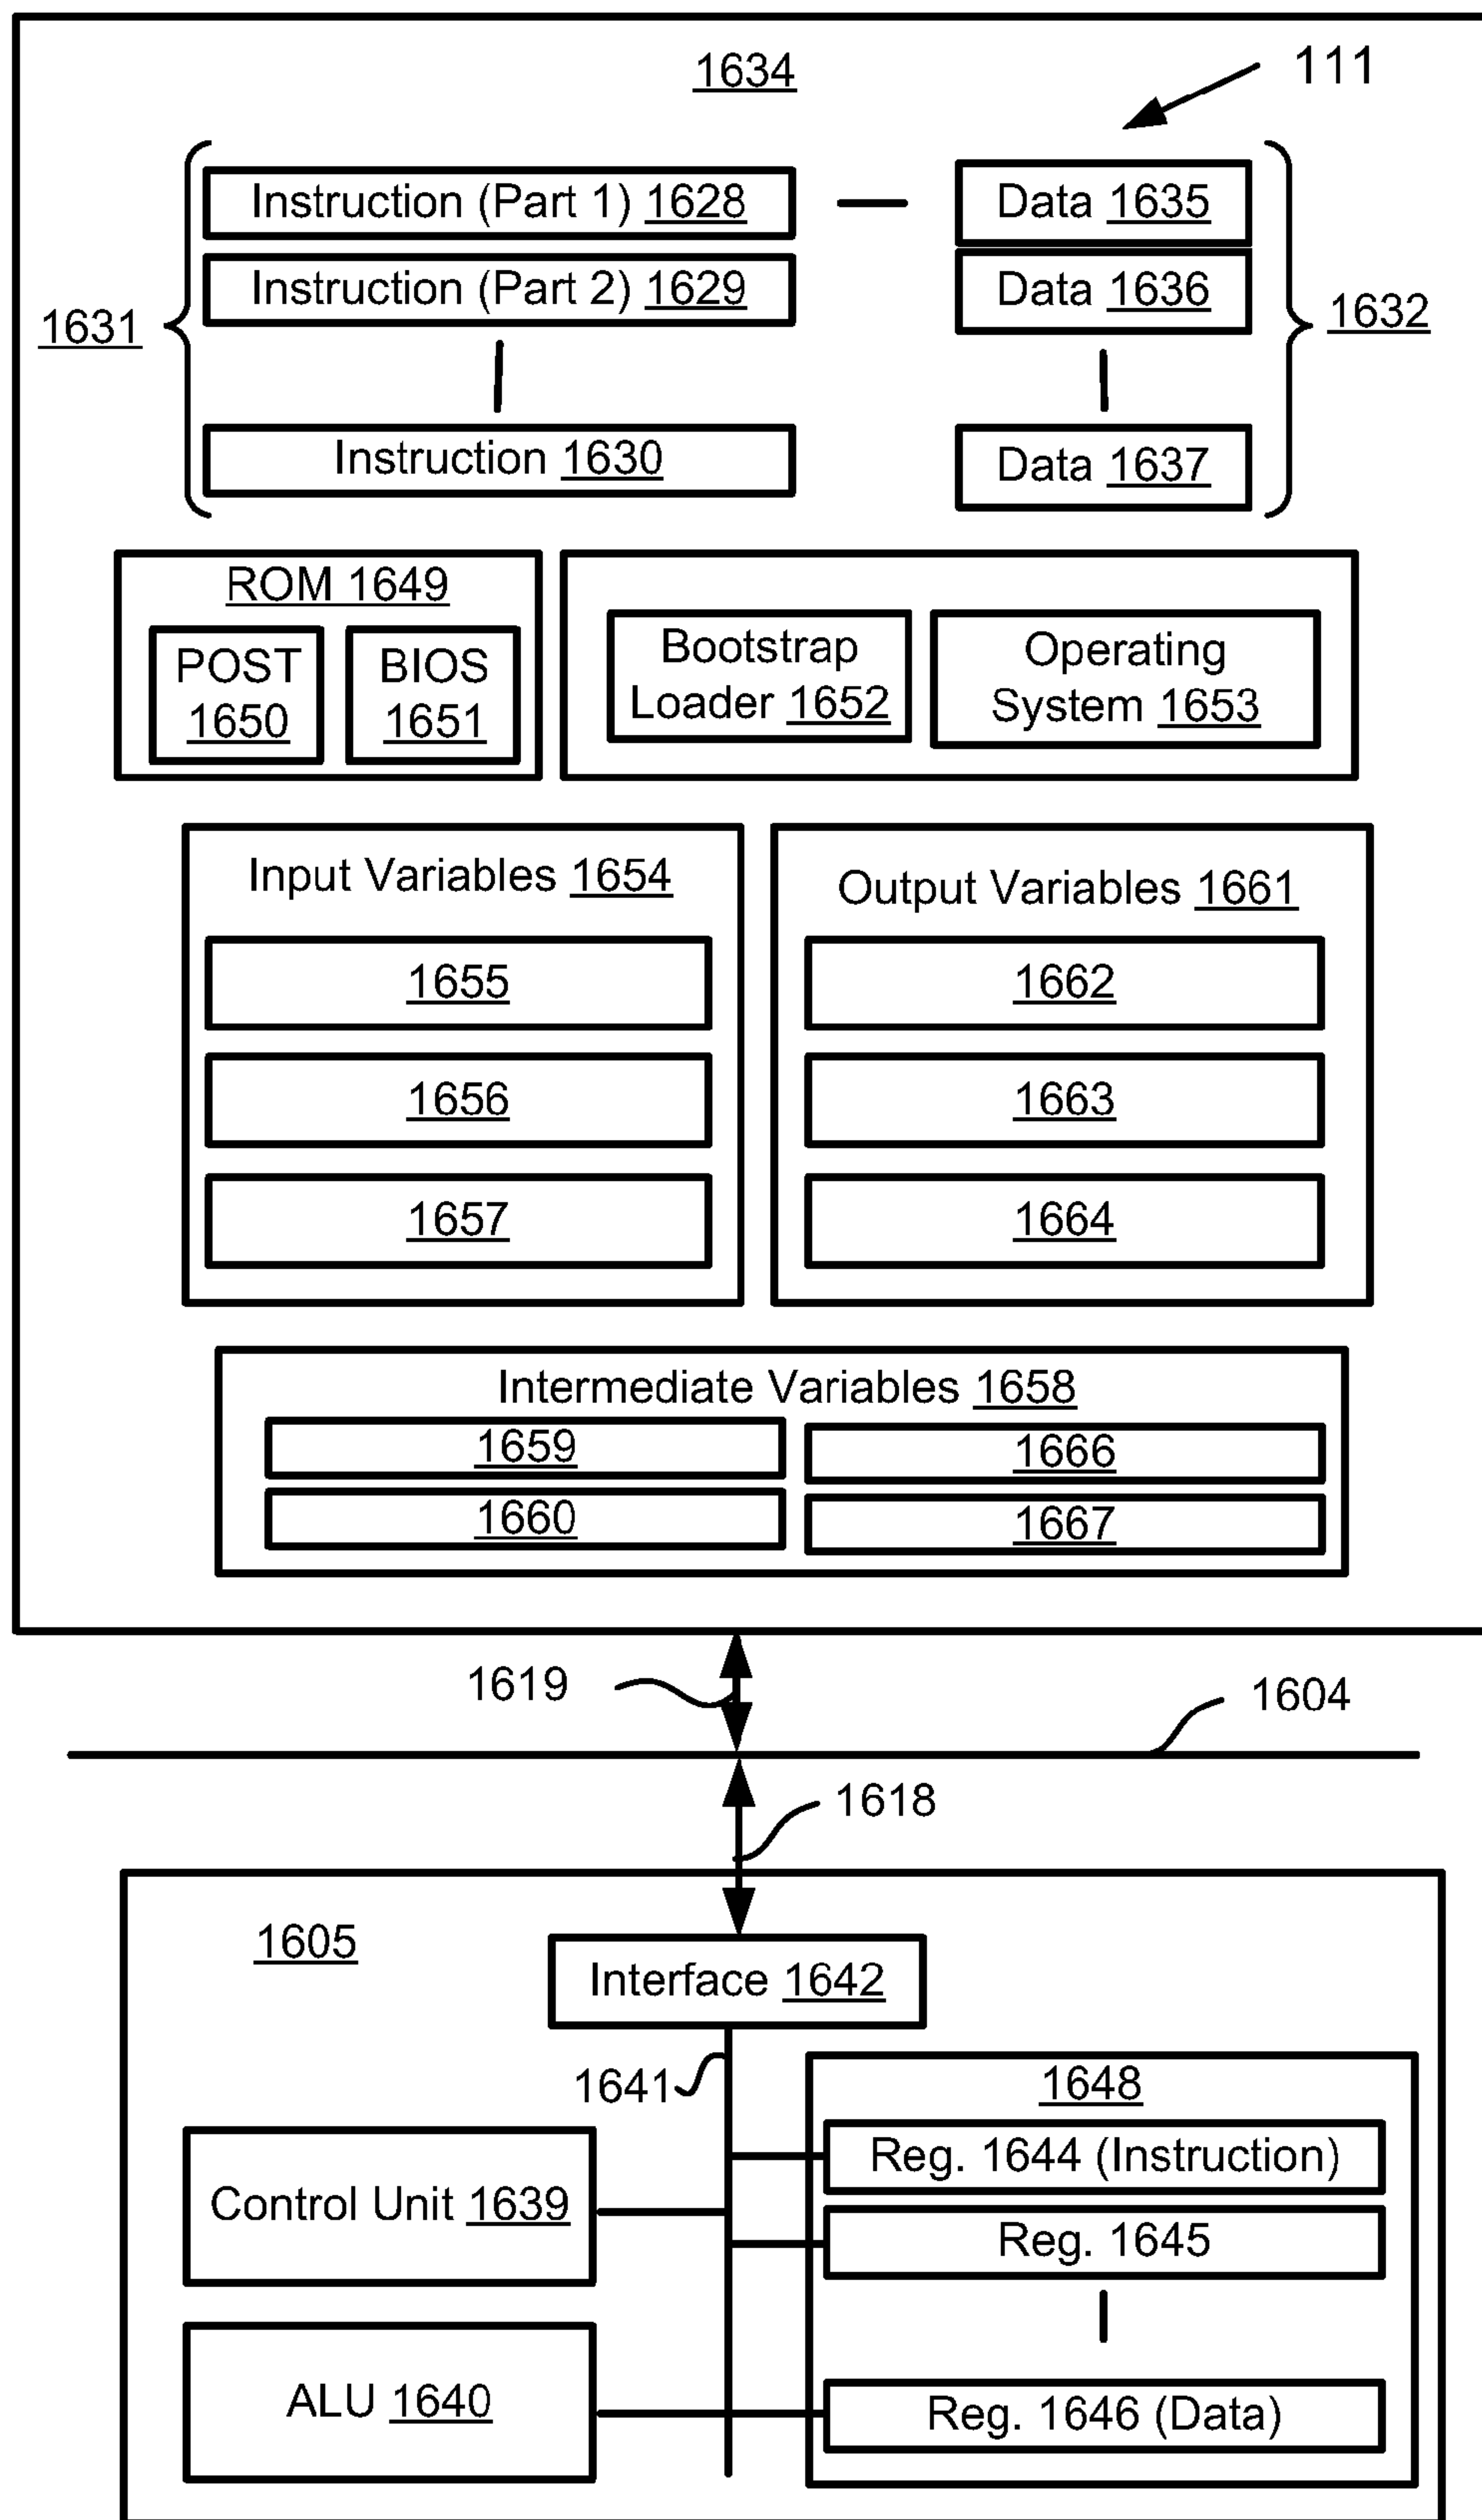 1634
111
Instruction (Part 1) 1628
Data 1635
Instruction (Part 2) 1629
Data 1636
1631
1632
Instruction 1630
Data 1637
ROM 1649
POST
1650
BIOS
1651
Bootstrap
Loader 1652
Operating
System 1653
Input Variables 1654
1655
1656
1657
Output Variables 1661
1662
1663
1664
Intermediate Variables 1658
1659
1666
1660
1667
1619
1604
1618
1605
Interface 1642
1641
1648
Reg. 1644 (Instruction)
Control Unit 1639
Reg. 1645
ALU 1640
Reg. 1646 (Data)